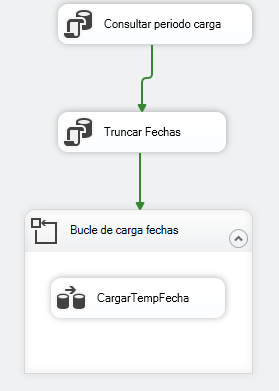 Consultar periodo carga
Truncar Fechas
Bucle de carga fechas
CargarTempFecha